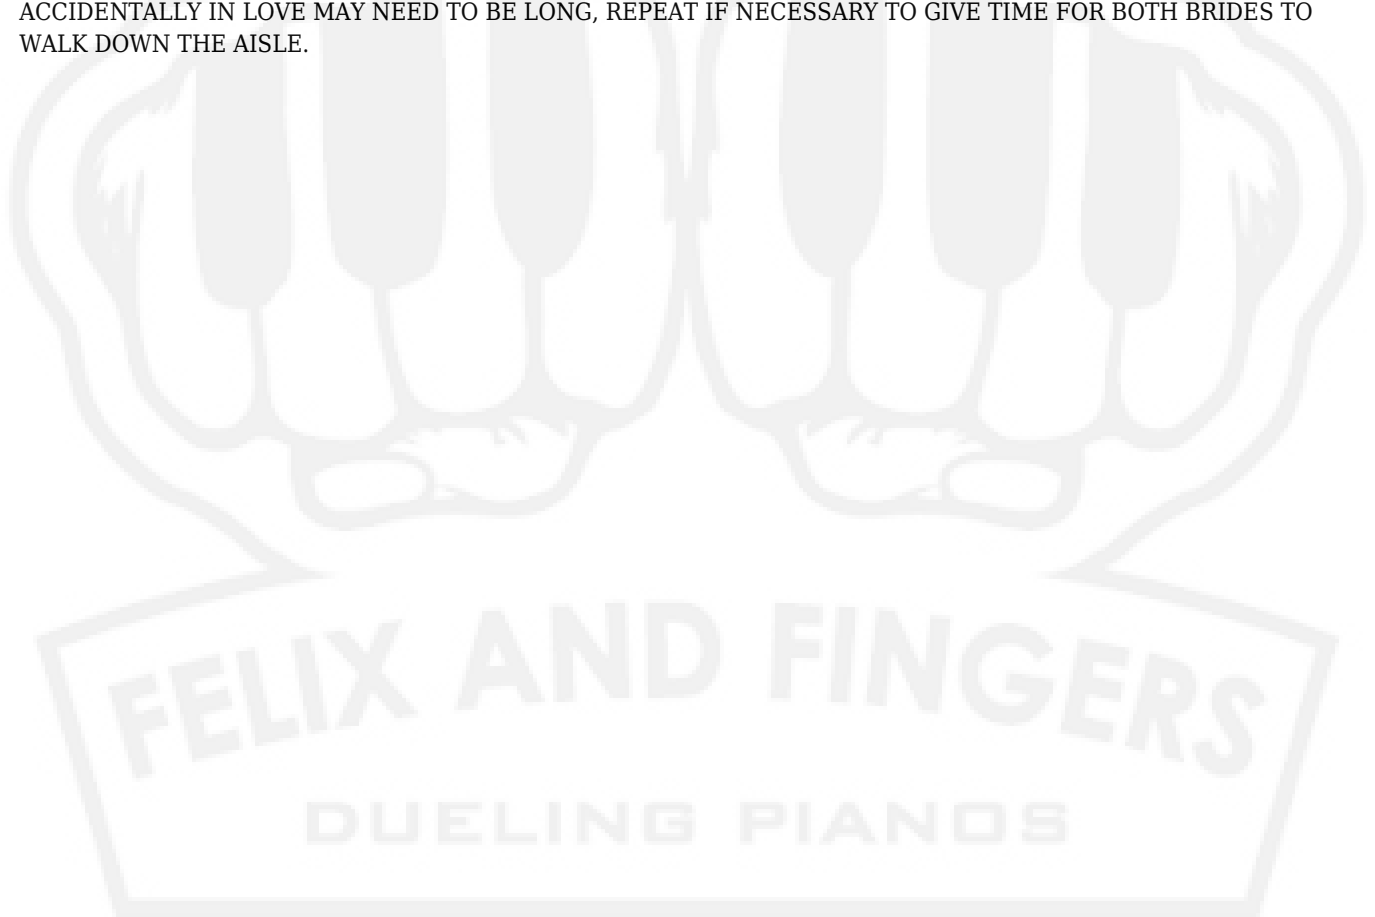 ACCIDENTALLY IN LOVE MAY NEED TO BE LONG, REPEAT IF NECESSARY TO GIVE TIME FOR BOTH BRIDES TO
WALK DOWN THE AISLE.
FELIX AND FINGERS
DUELING PIANOS